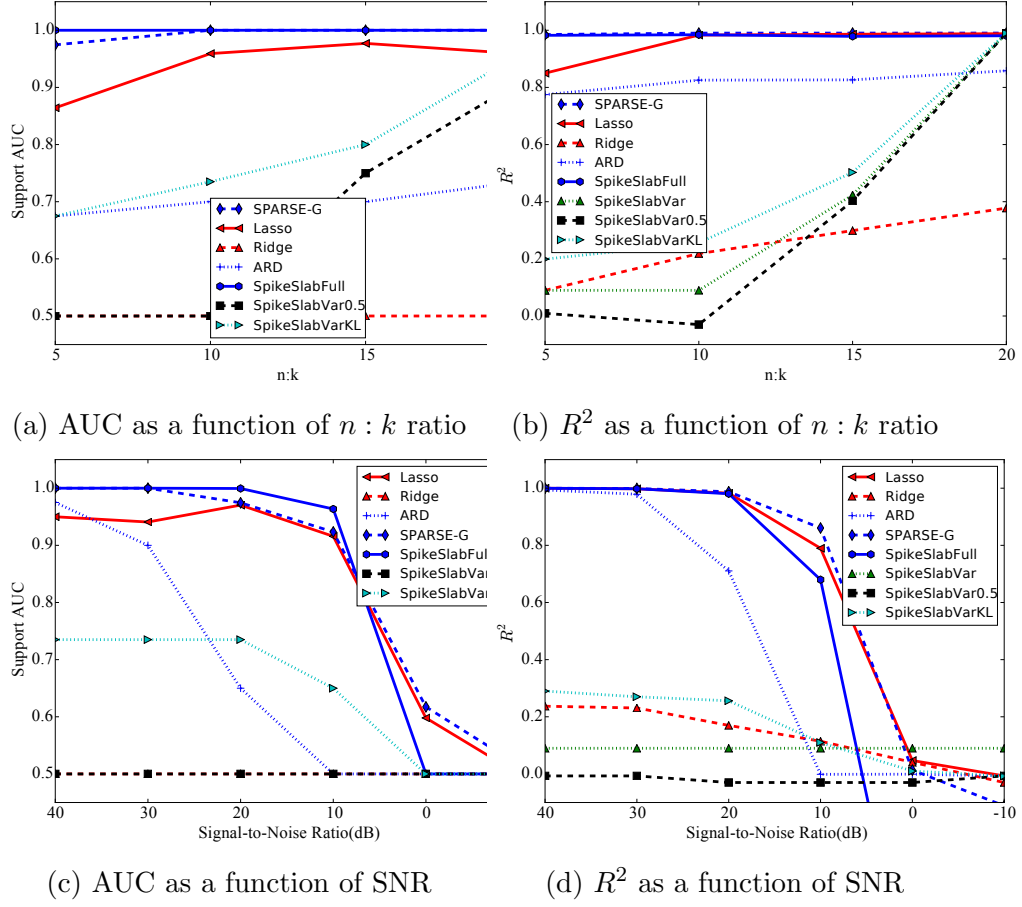 1.0
0.9
0.8
0.7
0.6
0.5
Support AUC
SPARSE-G
Lasso
Ridge
ARD
SpikeSlabFull
SpikeSlabVar0.5
SpikeSlabVarKL
5
10
15
n:k
1.0
0.8
0.6
0.4
0.2
0.0
R²
SPARSE-G
Lasso
Ridge
ARD
SpikeSlabFull
SpikeSlabVar
SpikeSlabVar0.5
SpikeSlabVarKL
5
10
15
20
n:k
(a) AUC as a function of n : k ratio
(b) R² as a function of n : k ratio
1.0
0.9
0.8
0.7
0.6
0.5
Support AUC
Lasso
Ridge
ARD
SPARSE-G
SpikeSlabFull
SpikeSlabVar
SpikeSlabVar
40
30
20
10
0
Signal-to-Noise Ratio(dB)
1.0
0.8
0.6
0.4
0.2
0.0
R²
Lasso
Ridge
ARD
SPARSE-G
SpikeSlabFull
SpikeSlabVar
SpikeSlabVar0.5
SpikeSlabVarKL
40
30
20
10
0
-10
Signal-to-Noise Ratio(dB)
(c) AUC as a function of SNR
(d) R² as a function of SNR